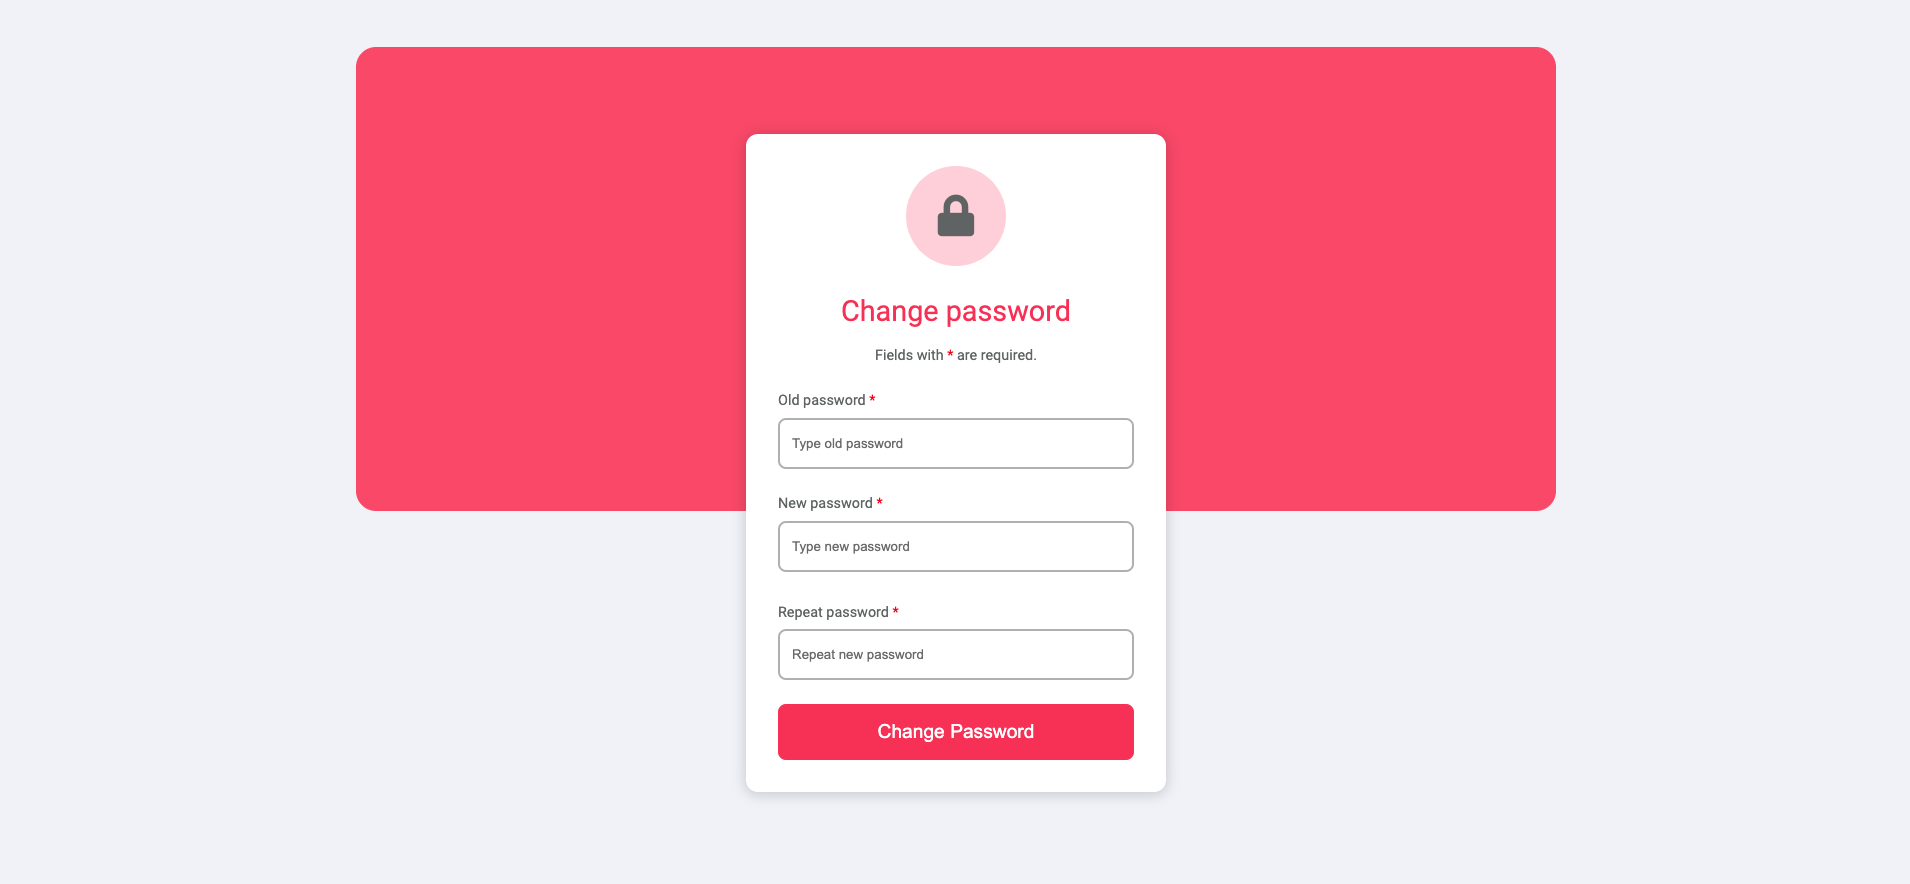 Change password
Fields with * are required.
Old password *
Type old password
New password *
Type new password
Repeat password *
Repeat new password
Change Password